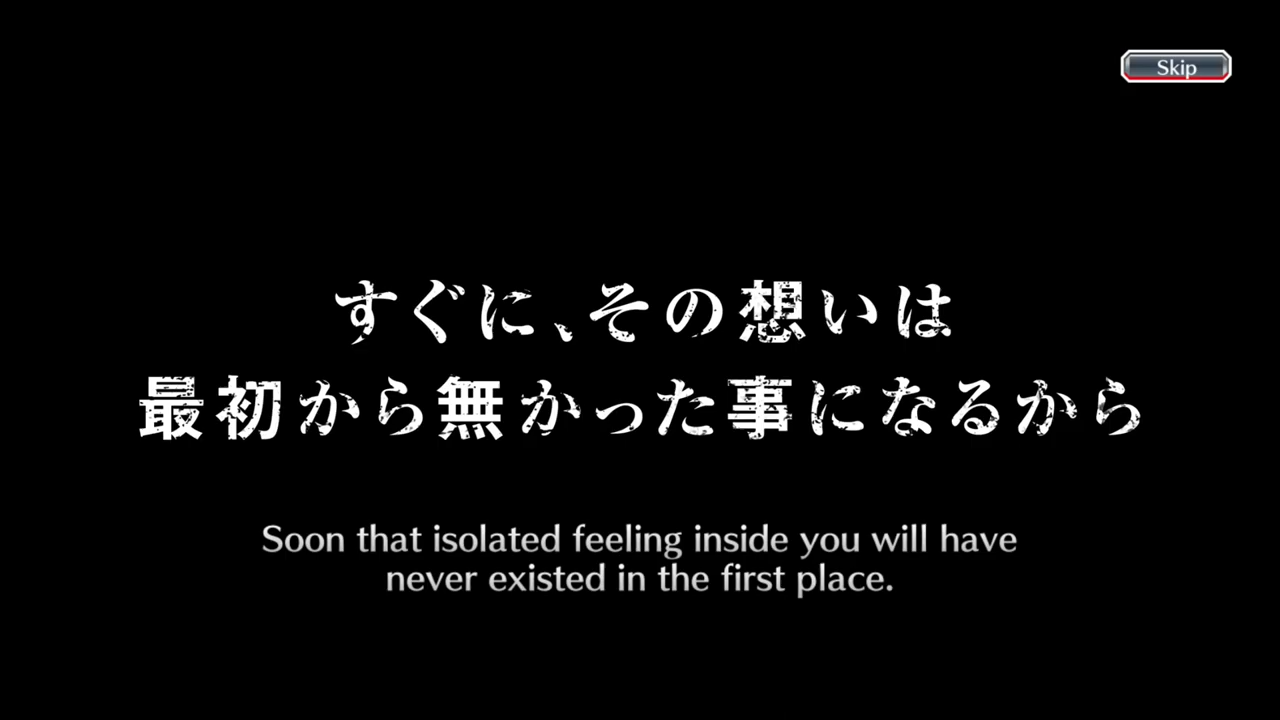 Skip
すぐに、その想いは
最初から無かった事になるから
Soon that isolated feeling inside you will have
never existed in the first place.